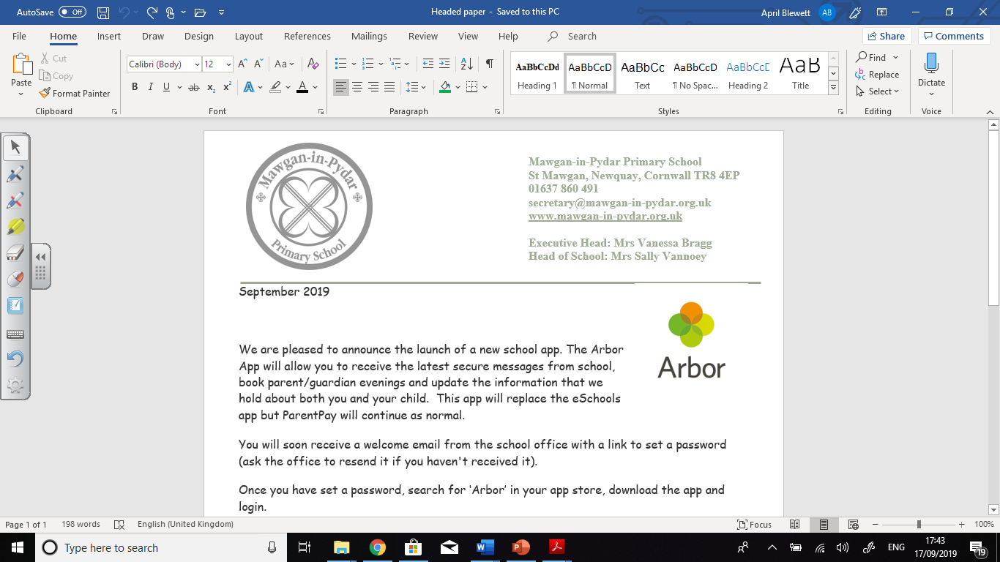 AutoSave Off
Headed paper - Saved to this PC
April Blewett AB
File Home Insert Draw Design Layout References Mailings Review View Help Search
Share Comments
Paste
Cut
Copy
Format Painter
Clipboard
Calibri (Body) 12
Font
Paragraph
AaBbCcDd AaBbCcD AaBbCc AaBbCcD AaBbCcD AaB
Heading 1 ¶ Normal Text ¶ No Spac... Heading 2 Title
Styles
Find
Replace
Select
Editing
Dictate
Voice
Mawgan-in-Pydar
Primary School
Mawgan-in-Pydar Primary School
St Mawgan, Newquay, Cornwall TR8 4EP
01637 860 491
secretary@mawgan-in-pydar.org.uk
www.mawgan-in-pydar.org.uk
Executive Head: Mrs Vanessa Bragg
Head of School: Mrs Sally Vannoey
September 2019
Arbor
We are pleased to announce the launch of a new school app. The Arbor
App will allow you to receive the latest secure messages from school,
book parent/guardian evenings and update the information that we
hold about both you and your child.  This app will replace the eSchools
app but ParentPay will continue as normal.
You will soon receive a welcome email from the school office with a link to set a password
(ask the office to resend it if you haven't received it).
Once you have set a password, search for ‘Arbor’ in your app store, download the app and
login.
Page 1 of 1 198 words English (United Kingdom)
Focus
100%
Type here to search
ENG
17:43
17/09/2019
19